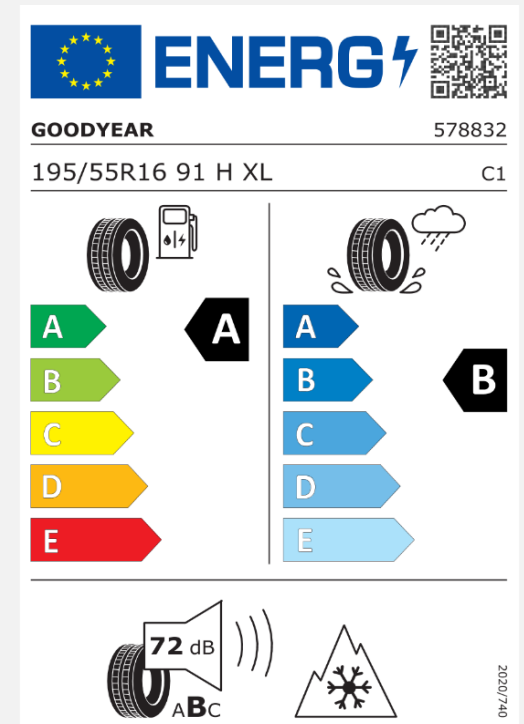 ENERG
GOODYEAR 578832
195/55R16 91 H XL C1
A A
B
C
D
E
A
B B
C
D
E
72 dB
ABC
2020/740